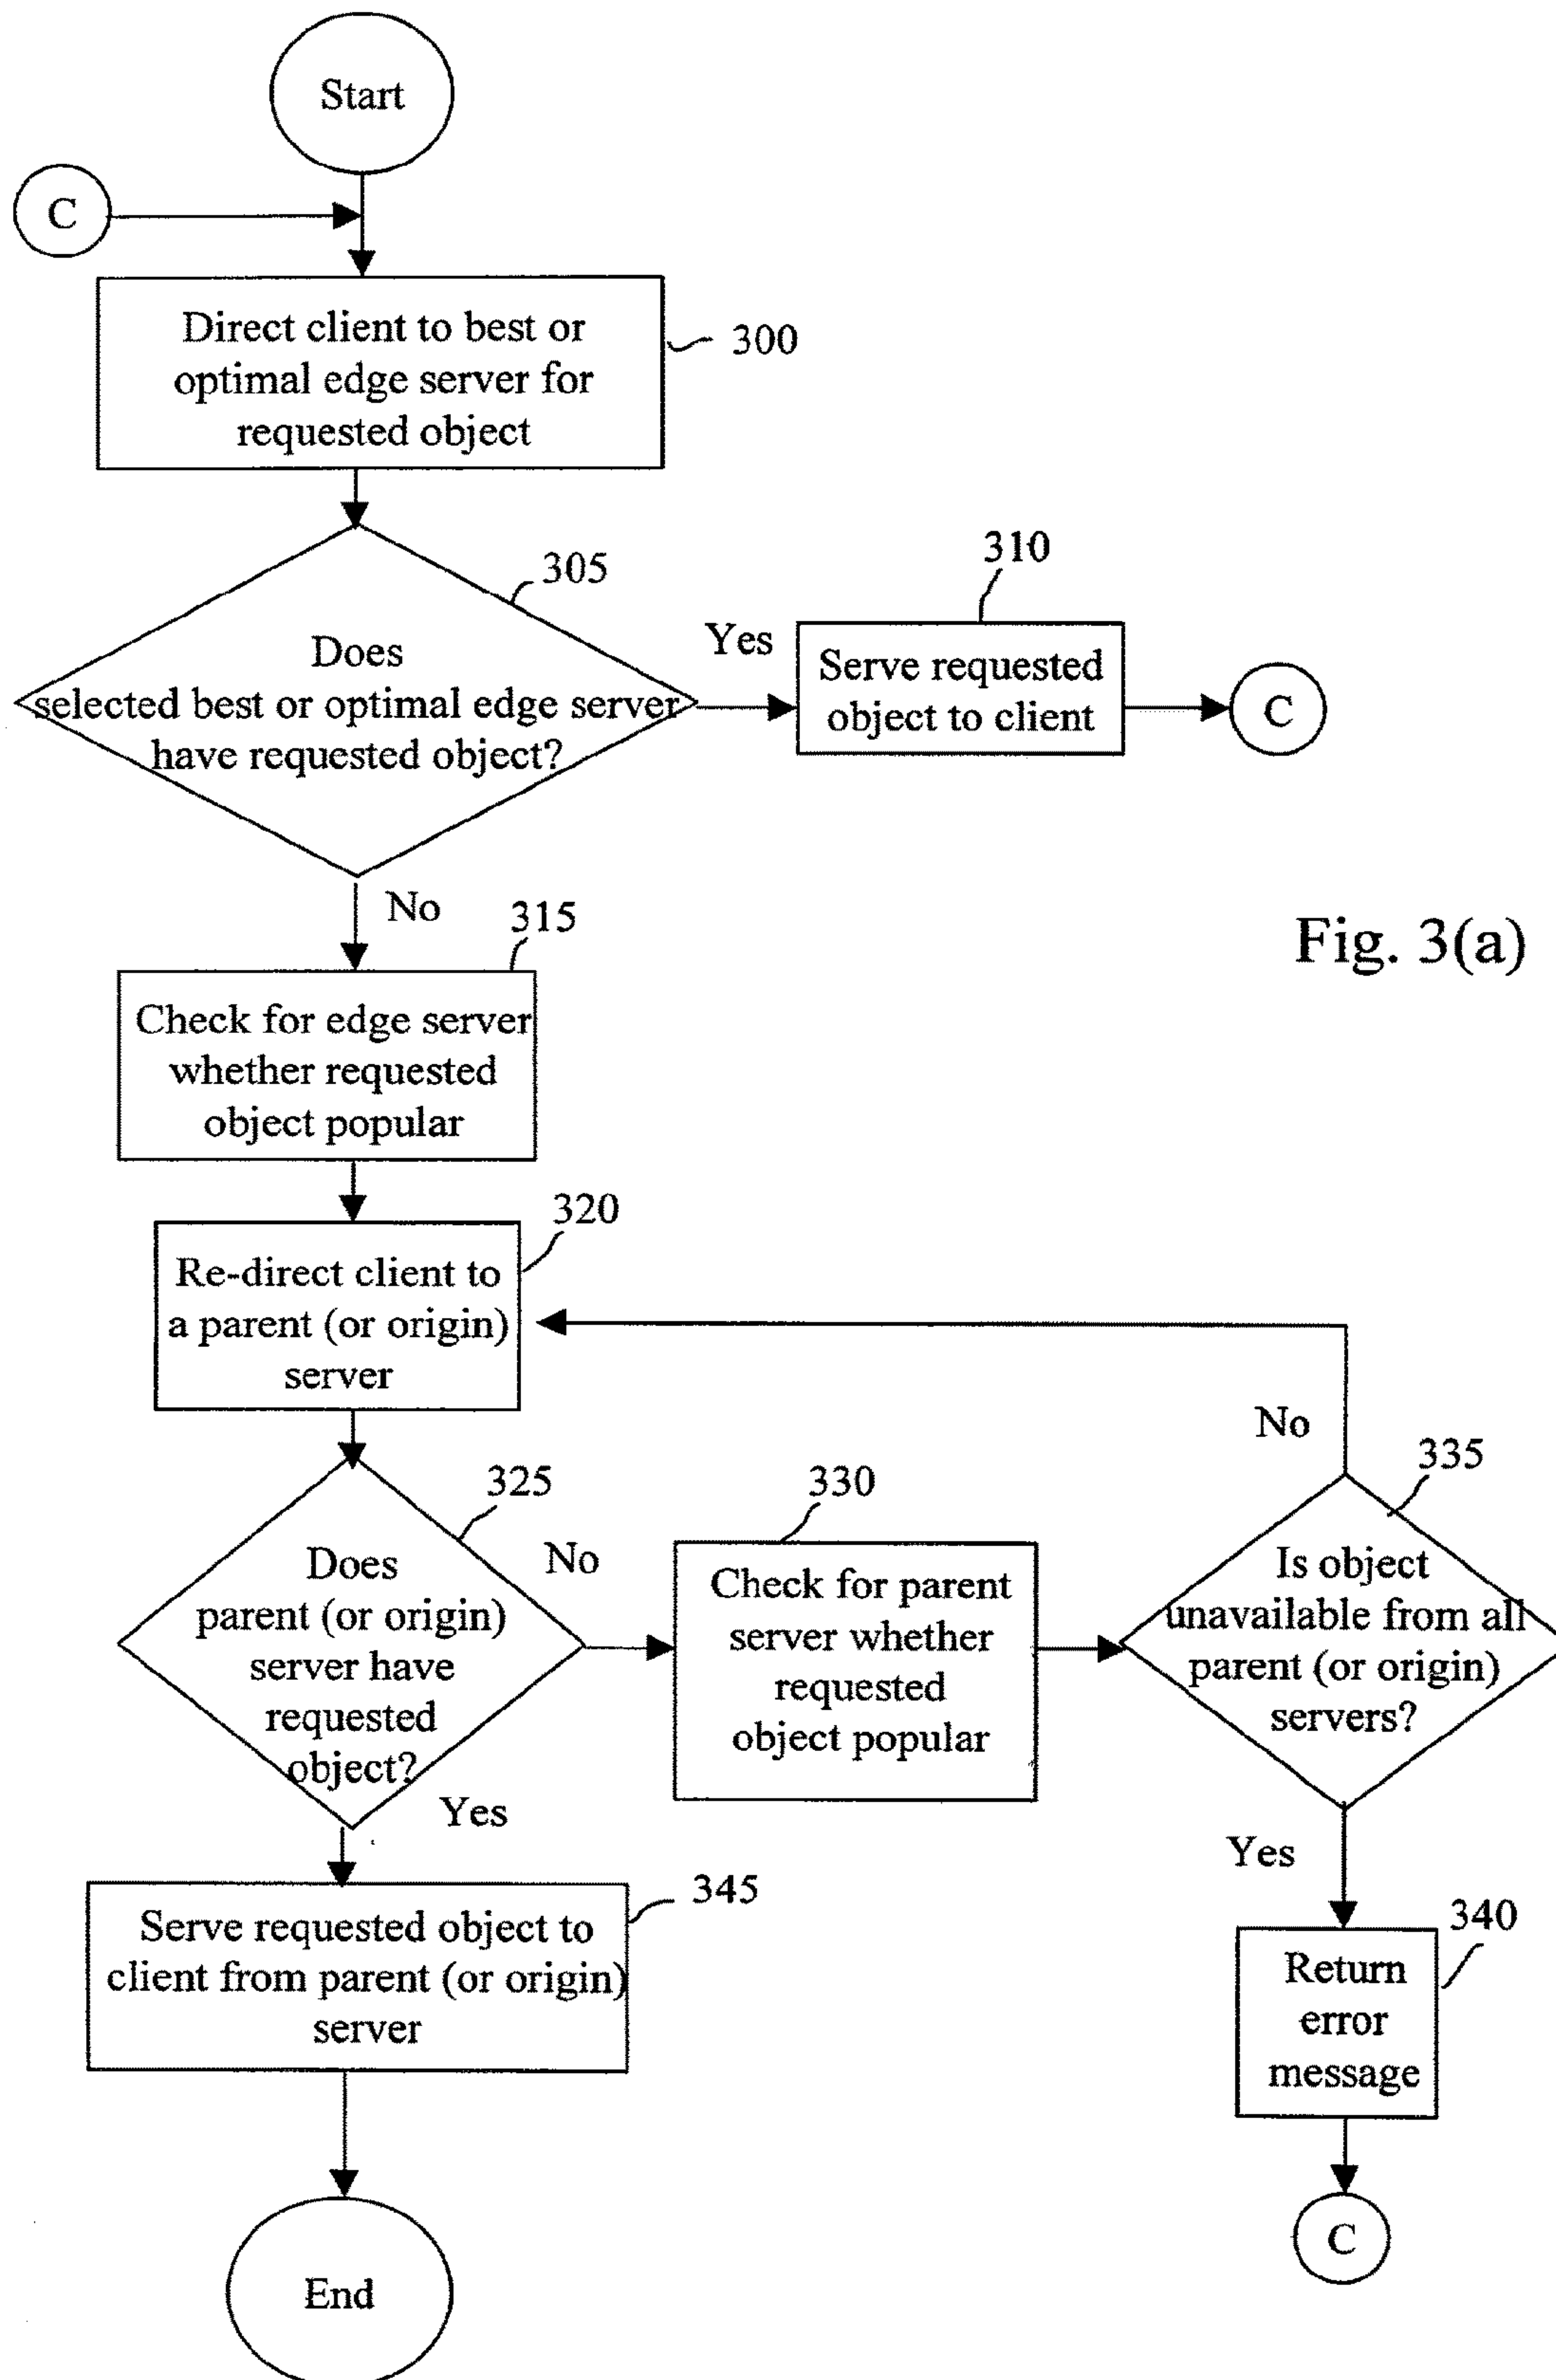 Start
C
Direct client to best or
optimal edge server for
requested object
300
305
Does
selected best or optimal edge server
have requested object?
Yes
310
Serve requested
object to client
C
No
315
Check for edge server
whether requested
object popular
Fig. 3(a)
320
Re-direct client to
a parent (or origin)
server
325
Does
parent (or origin)
server have
requested
object?
No
330
Check for parent
server whether
requested
object popular
No
335
Is object
unavailable from all
parent (or origin)
servers?
Yes
345
Serve requested object to
client from parent (or origin)
server
Yes
340
Return
error
message
C
End